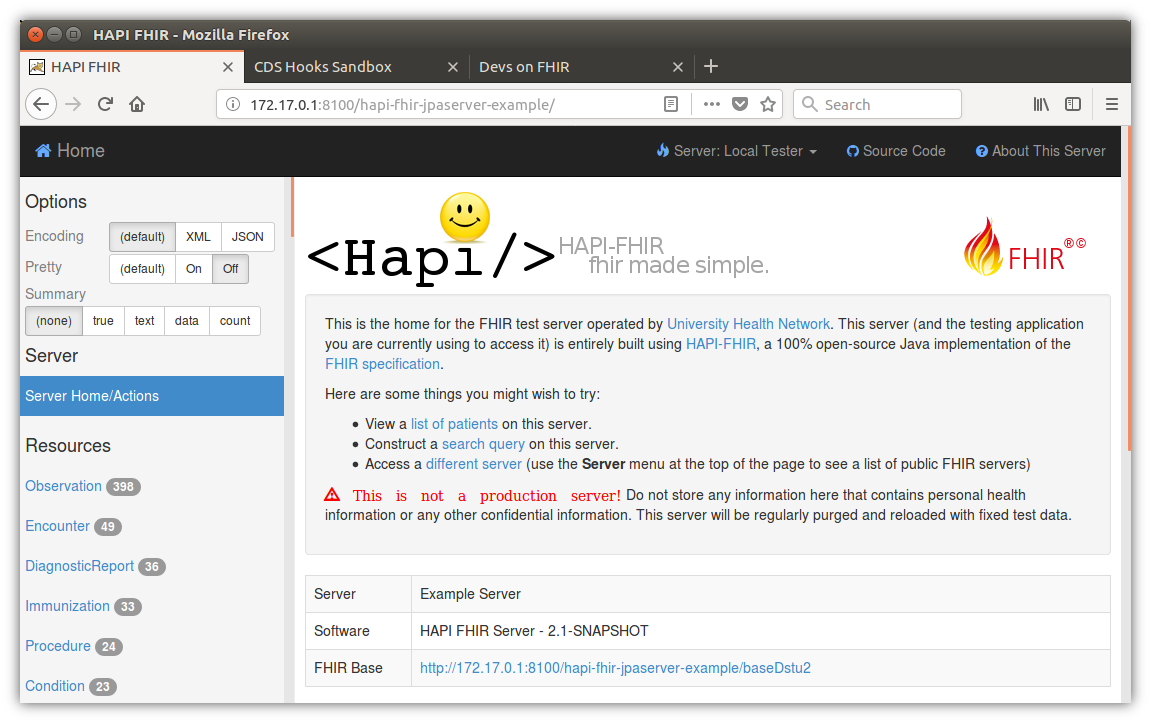 HAPI FHIR - Mozilla Firefox
HAPI FHIR
CDS Hooks Sandbox
Devs on FHIR
172.17.0.1:8100/hapi-fhir-jpaserver-example/
Search
Home
Server: Local Tester
Source Code
About This Server
Options
Encoding (default) XML JSON
Pretty (default) On Off
Summary
(none) true text data count
Server
Server Home/Actions
Resources
Observation 398
Encounter 49
DiagnosticReport 36
Immunization 33
Procedure 24
Condition 23
<Hapi/>
HAPI-FHIR
fhir made simple.
FHIR®©
This is the home for the FHIR test server operated by University Health Network. This server (and the testing application
you are currently using to access it) is entirely built using HAPI-FHIR, a 100% open-source Java implementation of the
FHIR specification.
Here are some things you might wish to try:
• View a list of patients on this server.
• Construct a search query on this server.
• Access a different server (use the Server menu at the top of the page to see a list of public FHIR servers)
This is not a production server! Do not store any information here that contains personal health
information or any other confidential information. This server will be regularly purged and reloaded with fixed test data.
Server Example Server
Software HAPI FHIR Server - 2.1-SNAPSHOT
FHIR Base http://172.17.0.1:8100/hapi-fhir-jpaserver-example/baseDstu2